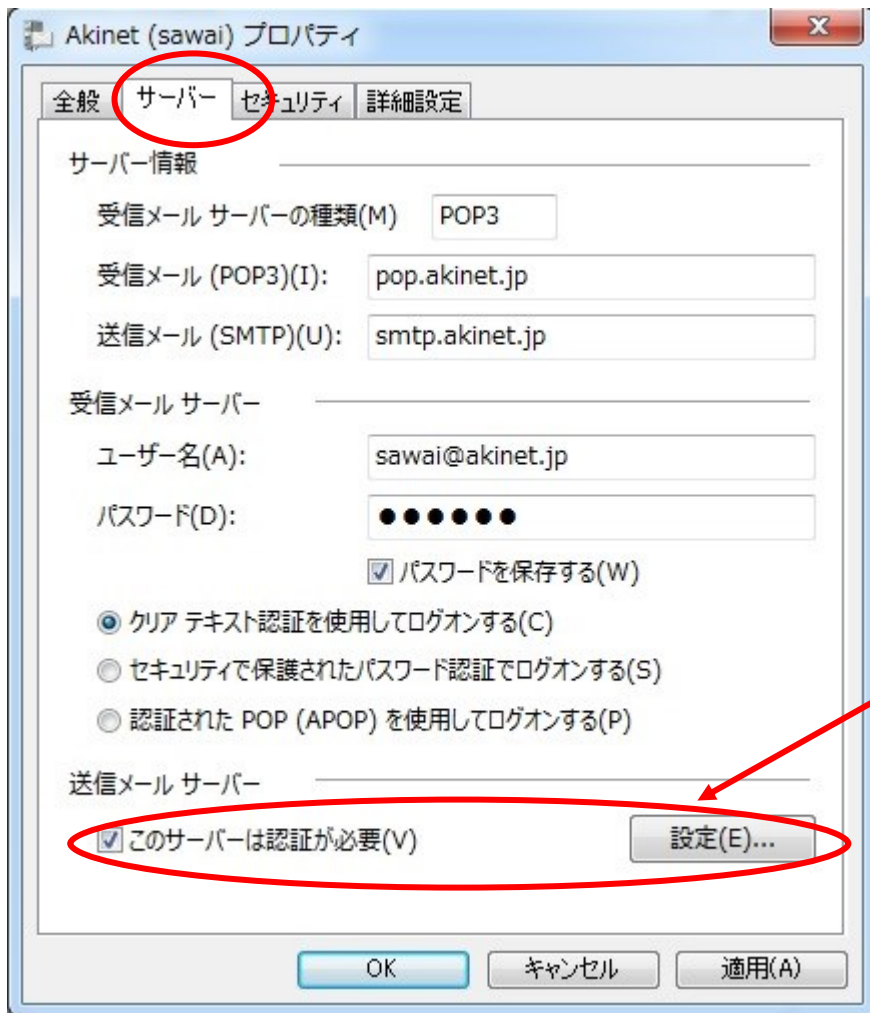 Akinet (sawai) プロパティ
全般 サーバー セキュリティ 詳細設定
サーバー情報
受信メール サーバーの種類(M) POP3
受信メール (POP3)(I): pop.akinet.jp
送信メール (SMTP)(U): smtp.akinet.jp
受信メール サーバー
ユーザー名(A): sawai@akinet.jp
パスワード(D): ●●●●●●
パスワードを保存する(W)
クリア テキスト認証を使用してログオンする(C)
セキュリティで保護されたパスワード認証でログオンする(S)
認証された POP (APOP) を使用してログオンする(P)
送信メール サーバー
このサーバーは認証が必要(V) 設定(E)...
OK キャンセル 適用(A)